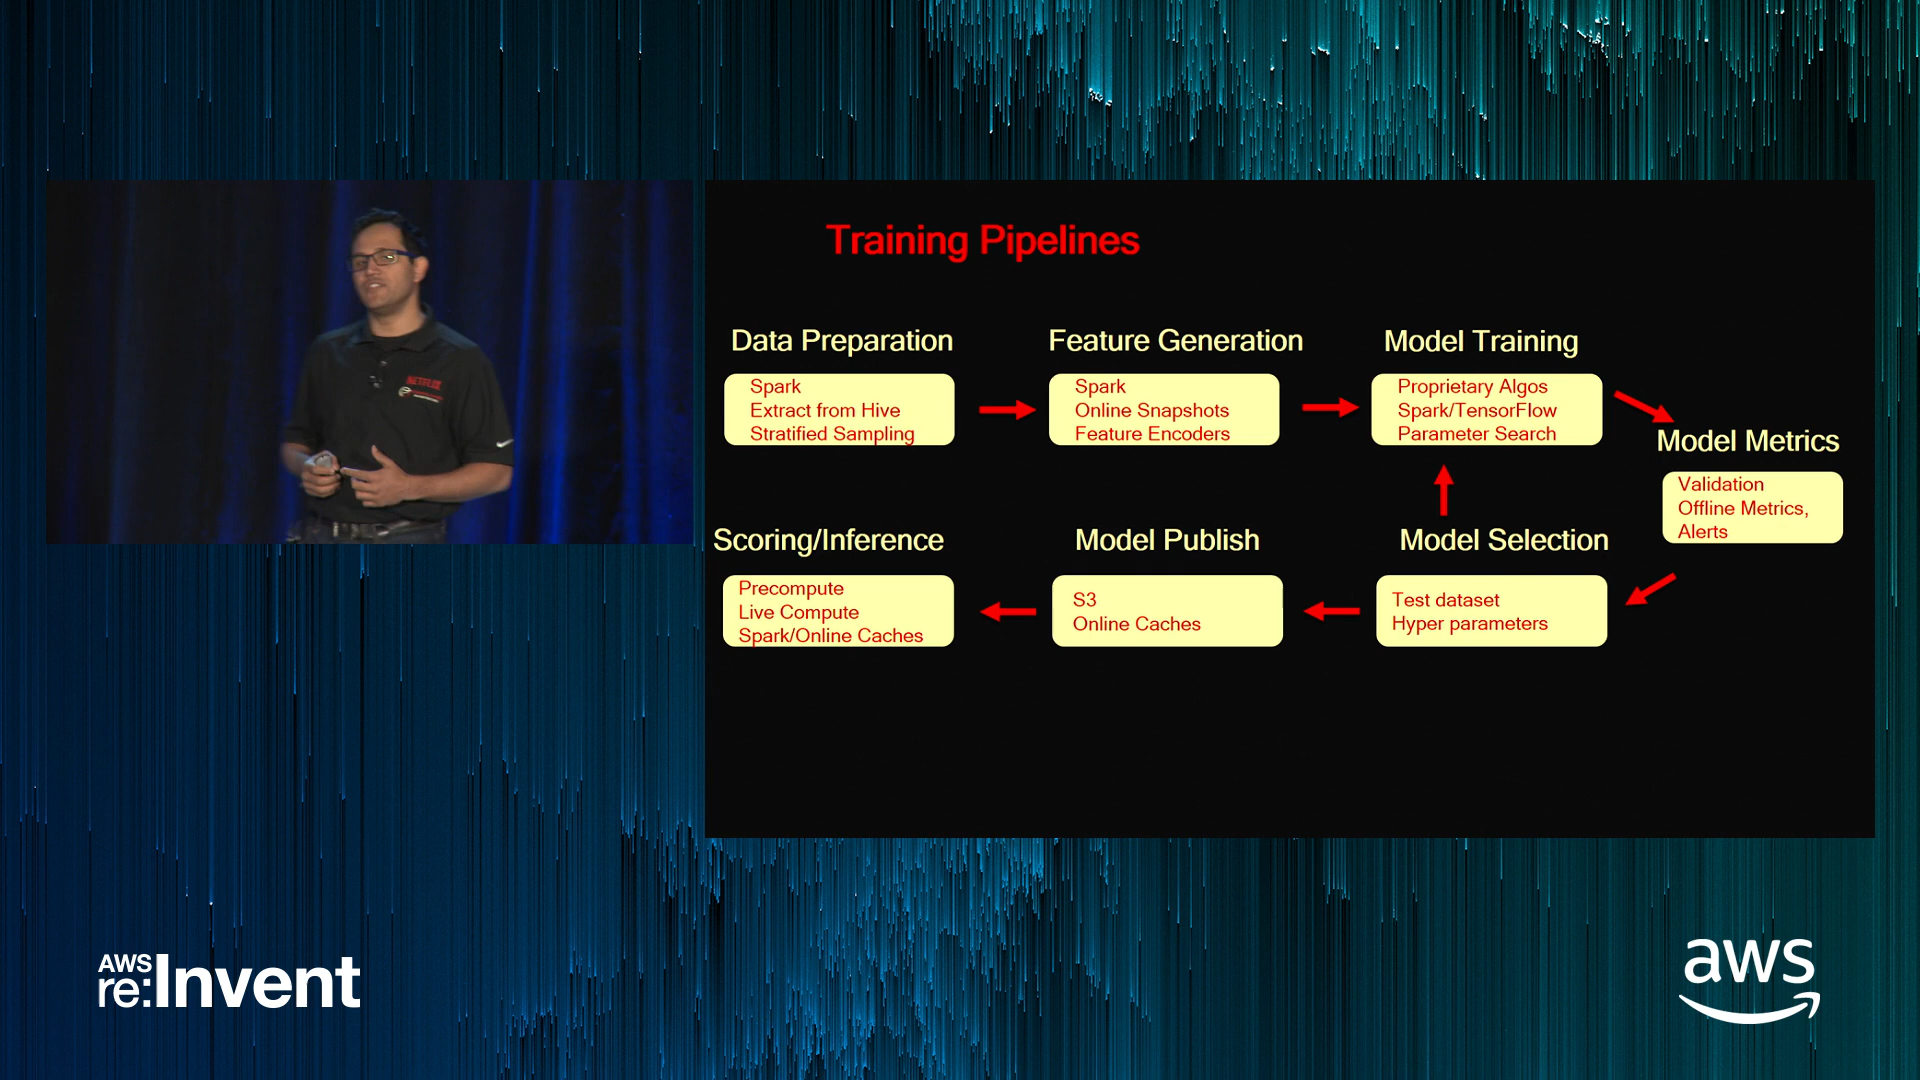 NETFLIX
Training Pipelines
Data Preparation
Spark
Extract from Hive
Stratified Sampling
Feature Generation
Spark
Online Snapshots
Feature Encoders
Model Training
Proprietary Algos
Spark/TensorFlow
Parameter Search
Model Metrics
Validation
Offline Metrics,
Alerts
Scoring/Inference
Precompute
Live Compute
Spark/Online Caches
Model Publish
S3
Online Caches
Model Selection
Test dataset
Hyper parameters
AWS
re:Invent
aws